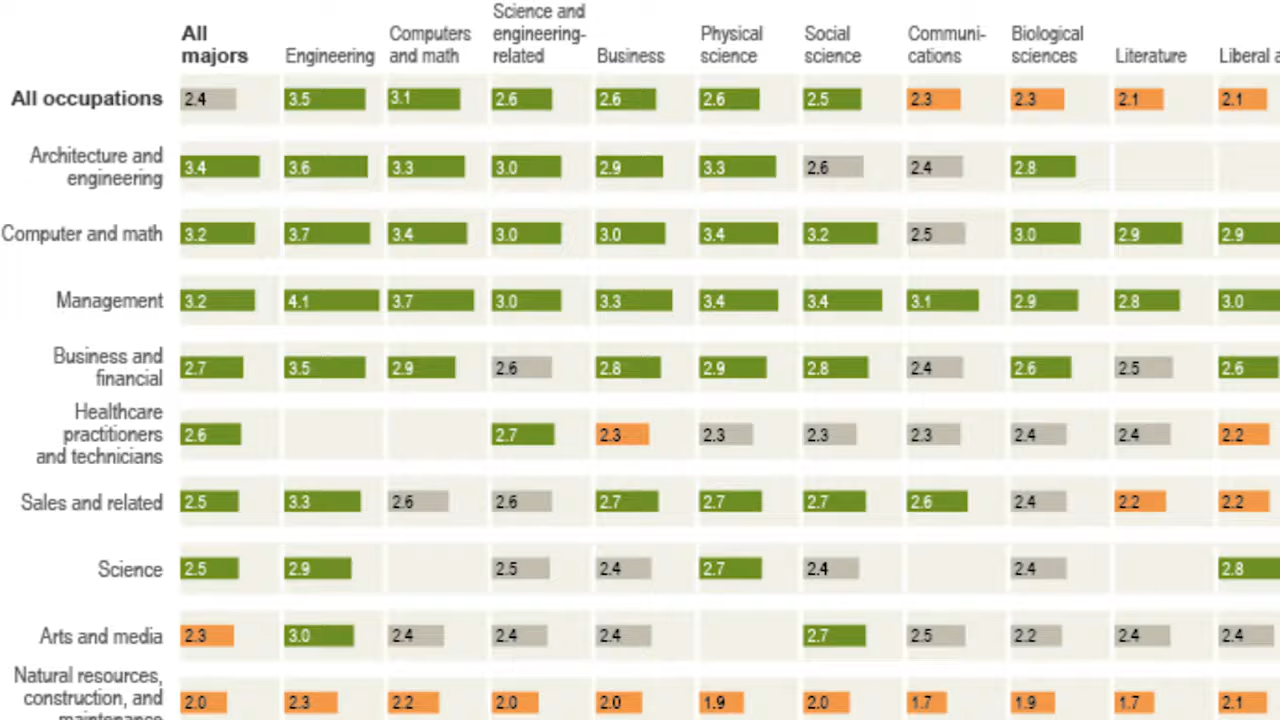 All majors
Engineering
Computers and math
Science and engineering-related
Business
Physical science
Social science
Communi-cations
Biological sciences
Literature
Liberal a
All occupations 2.4 3.5 3.1 2.6 2.6 2.6 2.5 2.3 2.3 2.1 2.1
Architecture and engineering 3.4 3.6 3.3 3.0 2.9 3.3 2.6 2.4 2.8
Computer and math 3.2 3.7 3.4 3.0 3.0 3.4 3.2 2.5 3.0 2.9 2.9
Management 3.2 4.1 3.7 3.0 3.3 3.4 3.4 3.1 2.9 2.8 3.0
Business and financial 2.7 3.5 2.9 2.6 2.8 2.9 2.8 2.4 2.6 2.5 2.6
Healthcare practitioners and technicians 2.6 2.7 2.3 2.3 2.3 2.3 2.4 2.4 2.2
Sales and related 2.5 3.3 2.6 2.6 2.7 2.7 2.7 2.6 2.4 2.2 2.2
Science 2.5 2.9 2.5 2.4 2.7 2.4 2.4 2.8
Arts and media 2.3 3.0 2.4 2.4 2.4 2.7 2.5 2.2 2.4 2.4
Natural resources, construction, and maintenance 2.0 2.3 2.2 2.0 2.0 1.9 2.0 1.7 1.9 1.7 2.1